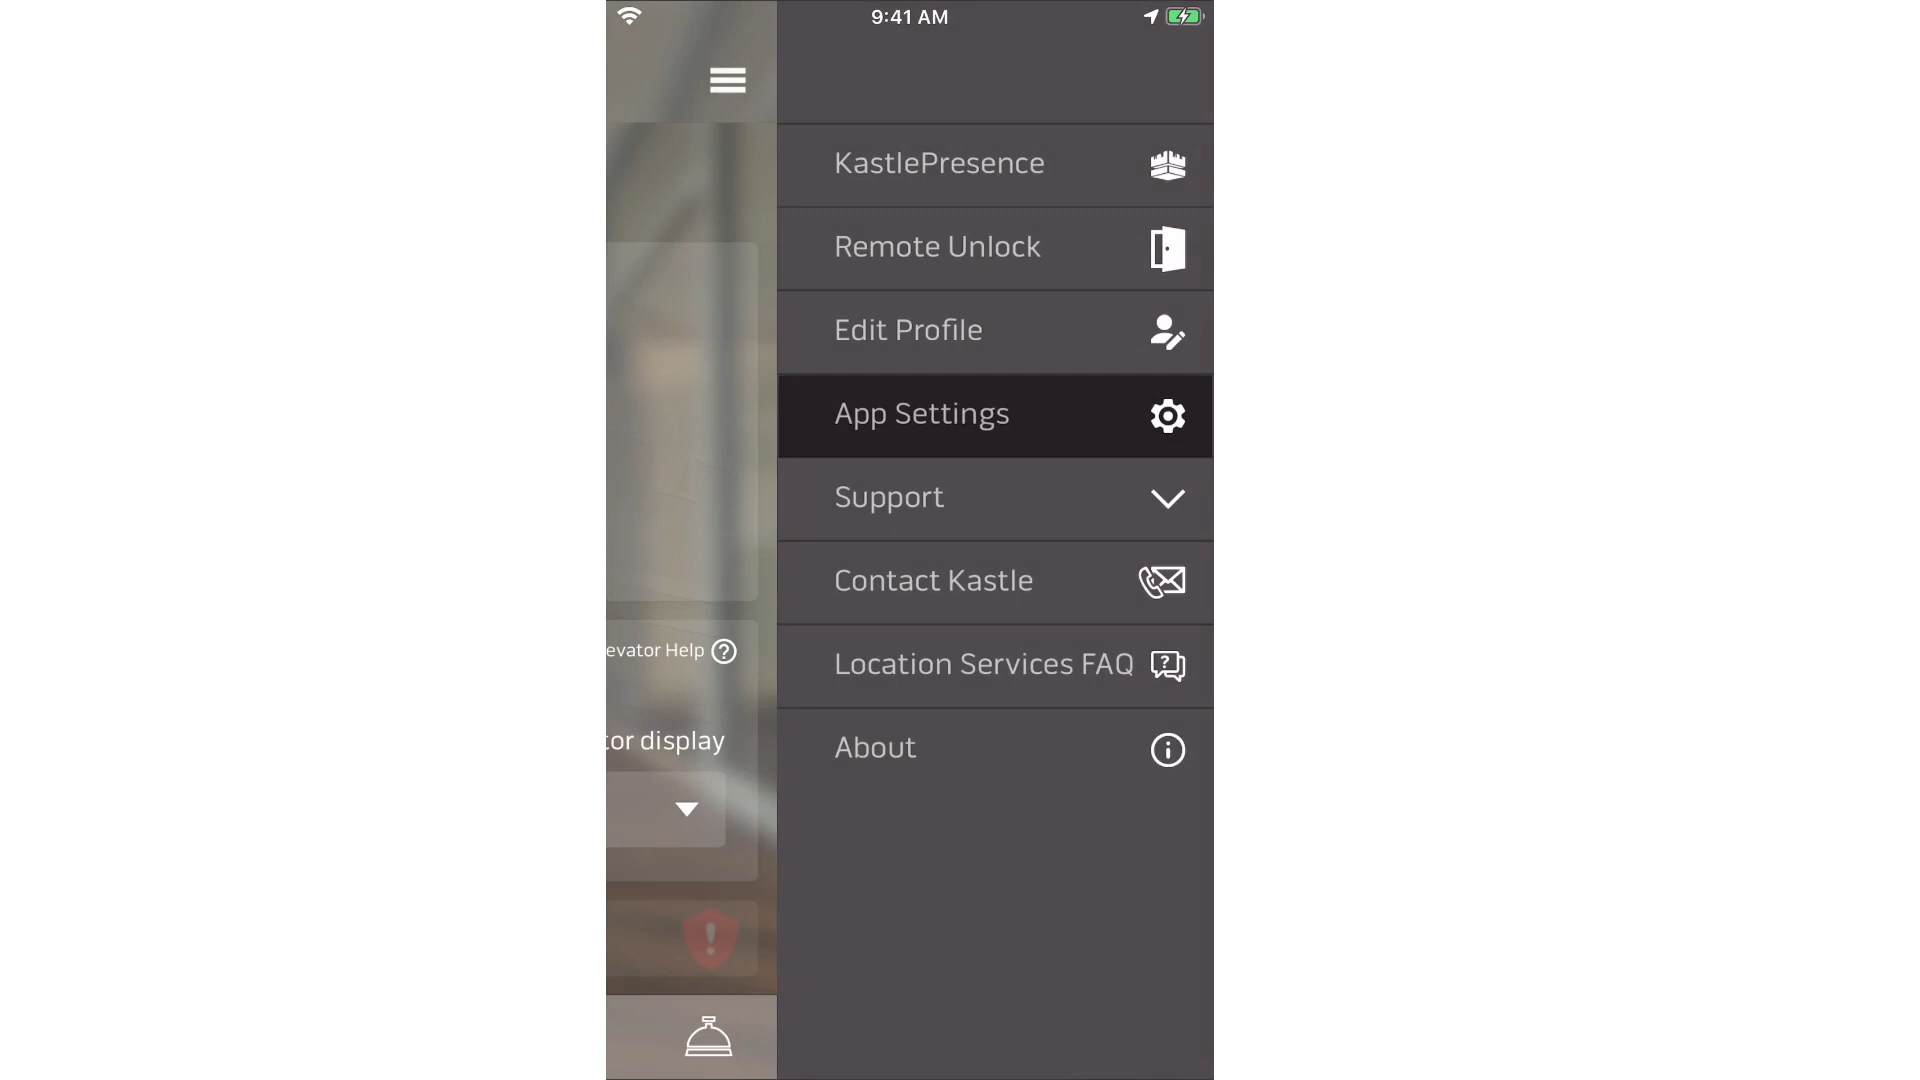 9:41 AM
KastlePresence
Remote Unlock
Edit Profile
App Settings
Support
Contact Kastle
Location Services FAQ
About
evator Help
tor display